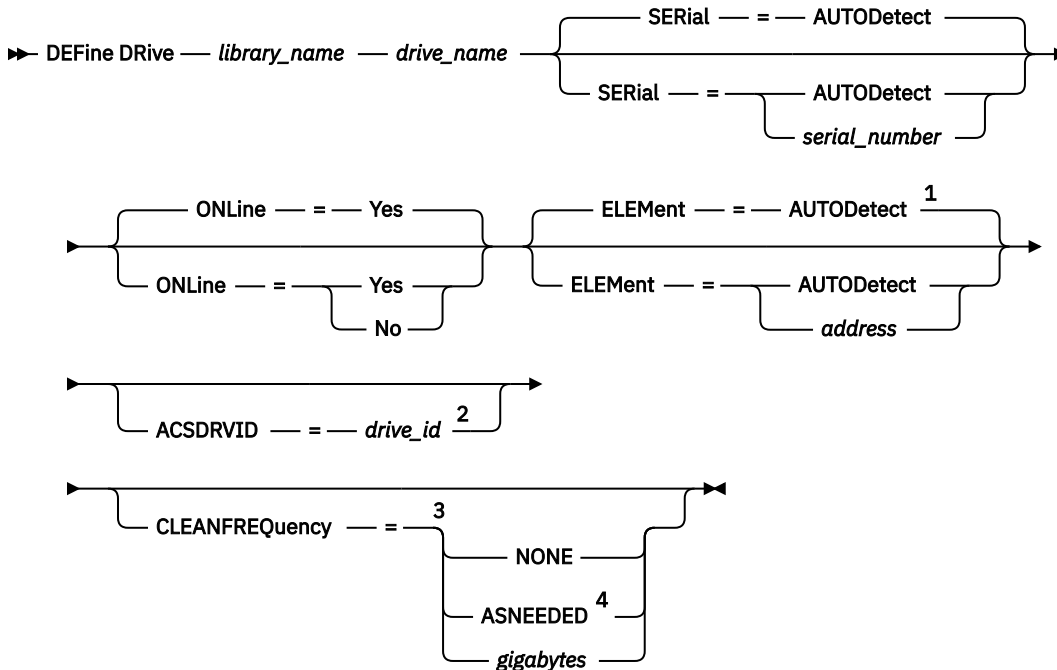 SERial = AUTODetect
DEFine DRive library_name drive_name
SERial = AUTODetect
serial_number
ONLine = Yes
ELEMent = AUTODetect 1
ONLine = Yes
No
ELEMent = AUTODetect
address
ACSDRVID = drive_id 2
CLEANFREQuency = 3
NONE
ASNEEDED 4
gigabytes